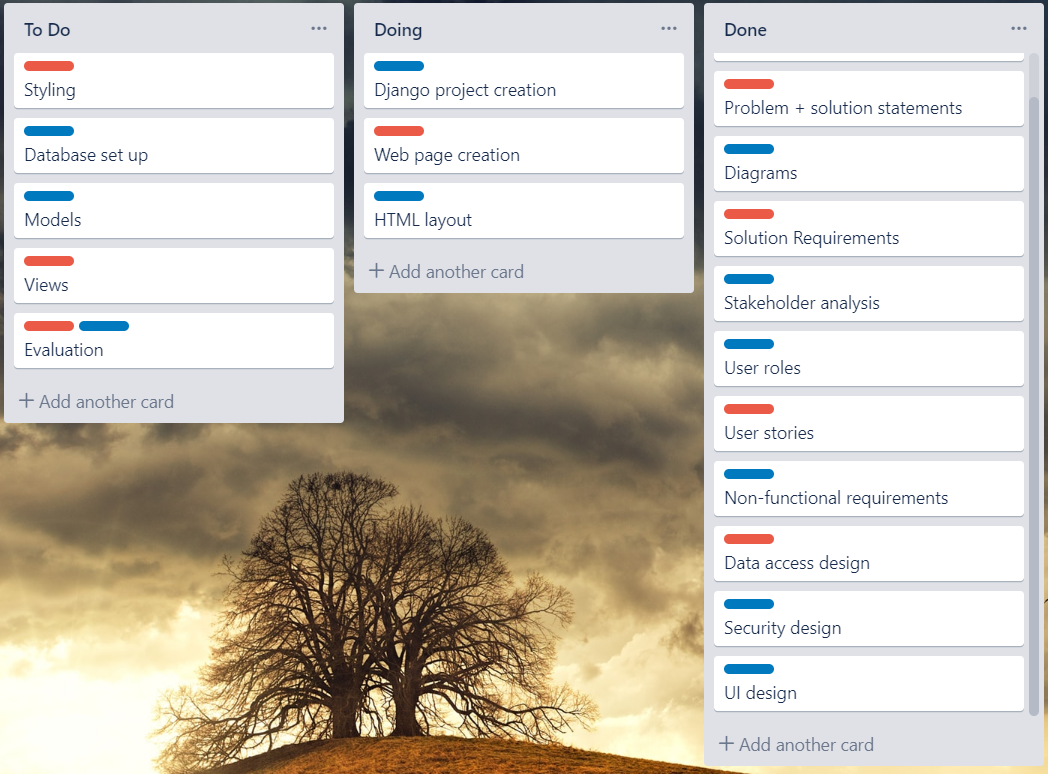 To Do
Styling
Database set up
Models
Views
Evaluation
+ Add another card
Doing
Django project creation
Web page creation
HTML layout
+ Add another card
Done
Problem + solution statements
Diagrams
Solution Requirements
Stakeholder analysis
User roles
User stories
Non-functional requirements
Data access design
Security design
UI design
+ Add another card